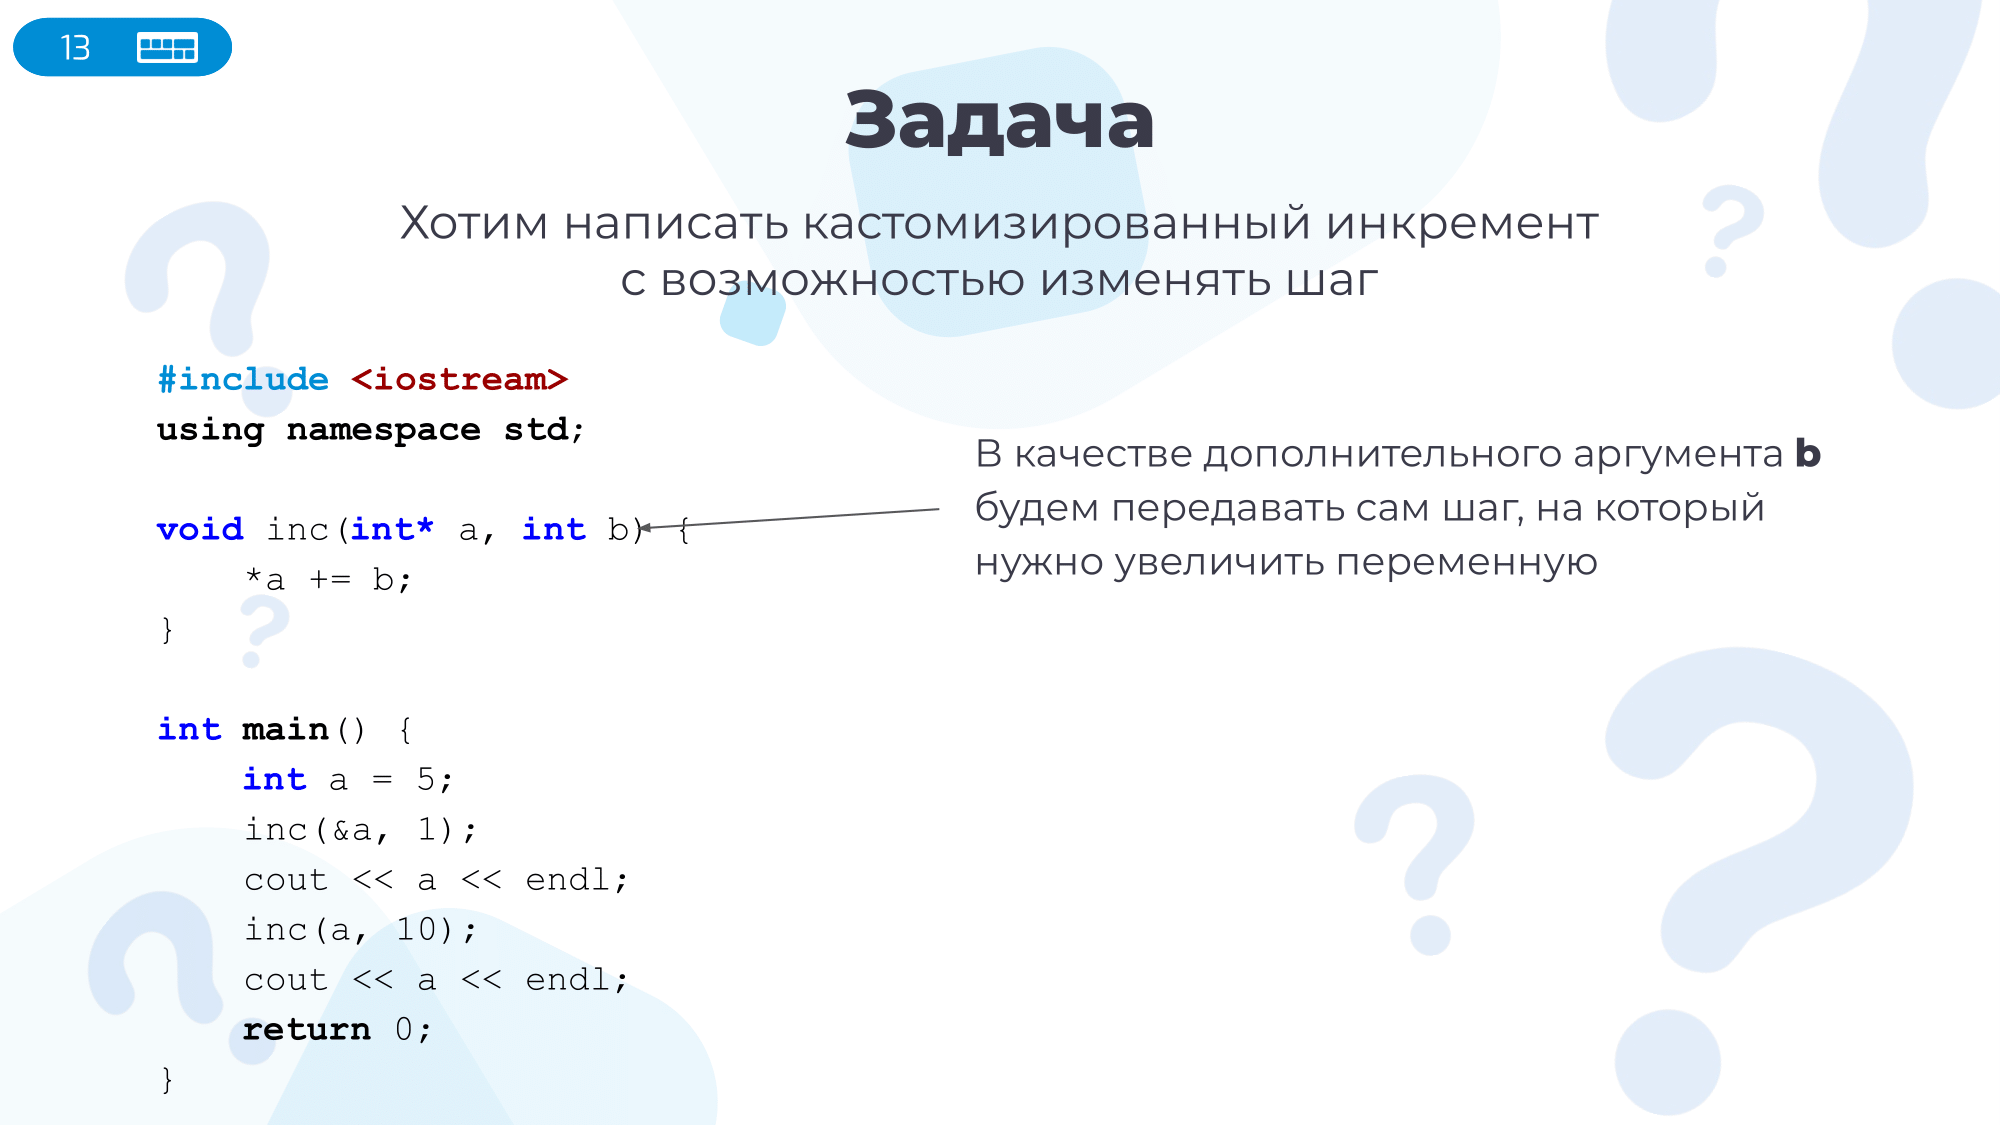 13
Задача
Хотим написать кастомизированный инкремент
с возможностью изменять шаг
#include <iostream>
using namespace std;
void inc(int* a, int b) {
    *a += b;
}
int main() {
    int a = 5;
    inc(&a, 1);
    cout << a << endl;
    inc(a, 10);
    cout << a << endl;
    return 0;
}
В качестве дополнительного аргумента b
будем передавать сам шаг, на который
нужно увеличить переменную